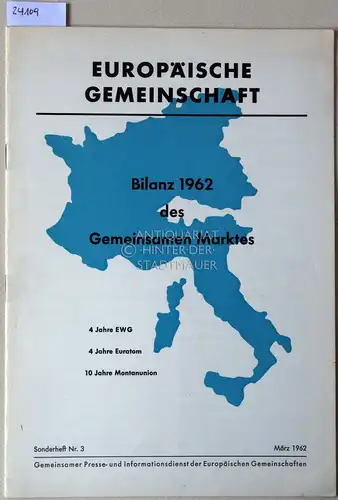 24109
EUROPÄISCHE
GEMEINSCHAFT
Bilanz 1962
des
Gemeinsamen Marktes
ANTIQUARIAT
© HINTER DER
STADTMAUER
4 Jahre EWG
4 Jahre Euratom
10 Jahre Montanunion
Sonderheft Nr. 3 März 1962
Gemeinsamer Presse- und Informationsdienst der Europäischen Gemeinschaften